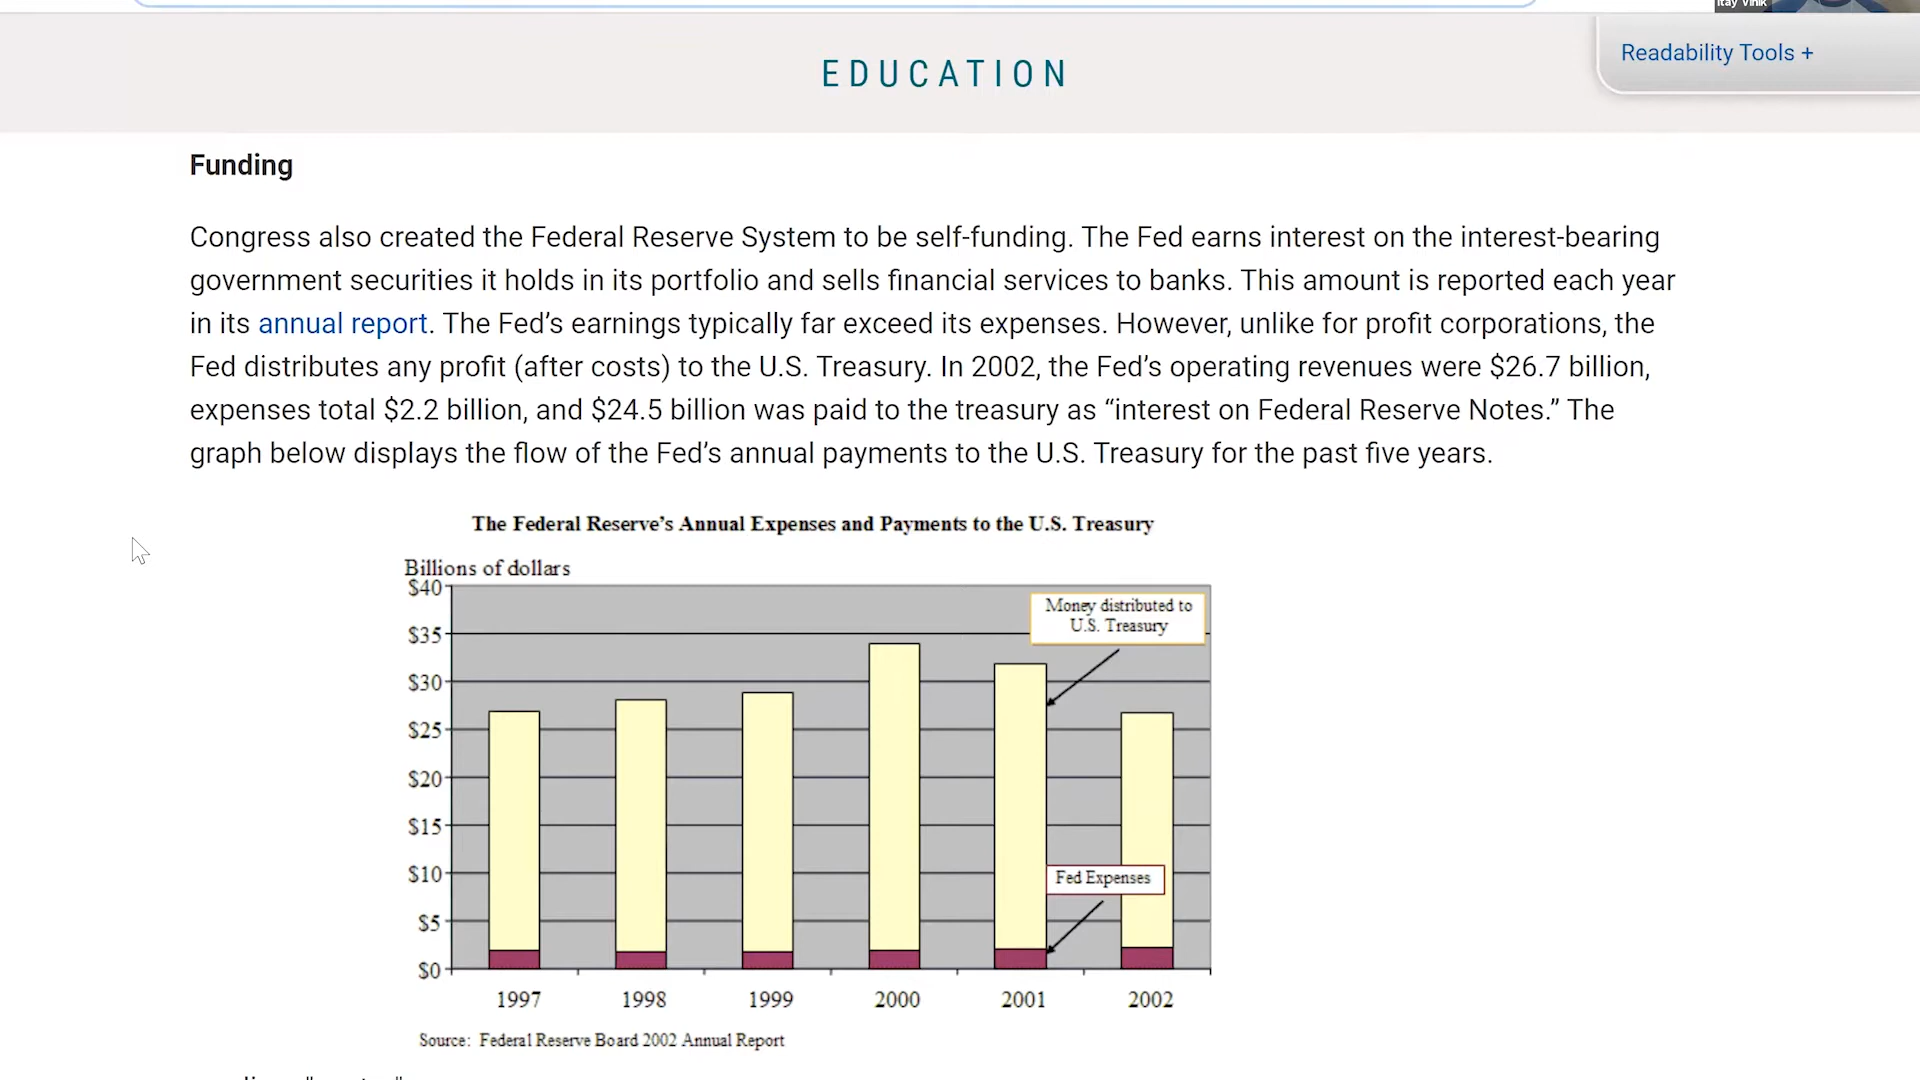 Itay Vinik
Readability Tools +
EDUCATION
Funding
Congress also created the Federal Reserve System to be self-funding. The Fed earns interest on the interest-bearing
government securities it holds in its portfolio and sells financial services to banks. This amount is reported each year
in its annual report. The Fed’s earnings typically far exceed its expenses. However, unlike for profit corporations, the
Fed distributes any profit (after costs) to the U.S. Treasury. In 2002, the Fed’s operating revenues were $26.7 billion,
expenses total $2.2 billion, and $24.5 billion was paid to the treasury as “interest on Federal Reserve Notes.” The
graph below displays the flow of the Fed’s annual payments to the U.S. Treasury for the past five years.
The Federal Reserve’s Annual Expenses and Payments to the U.S. Treasury
Billions of dollars
$40
Money distributed to
U.S. Treasury
$35
$30
$25
$20
$15
$10
Fed Expenses
$5
$0
1997 1998 1999 2000 2001 2002
Source: Federal Reserve Board 2002 Annual Report